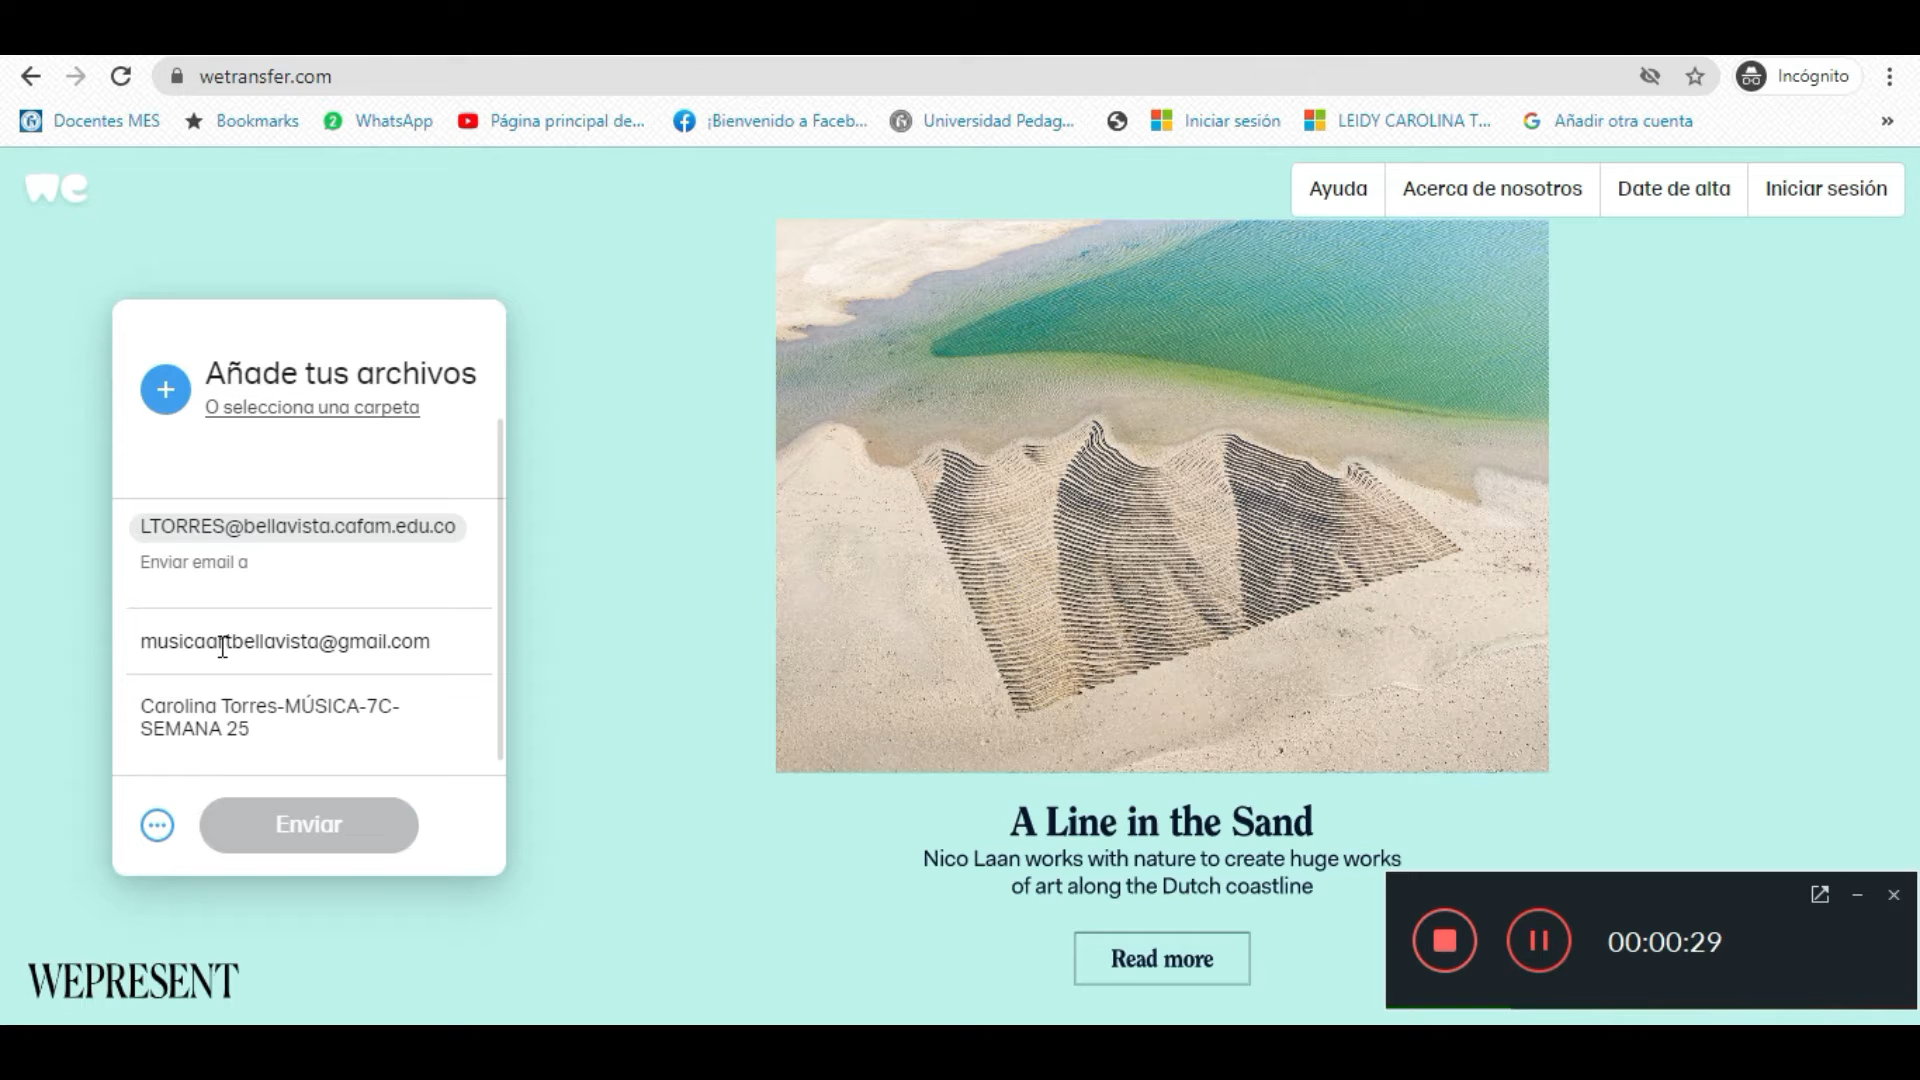 wetransfer.com
Incógnito
Docentes MES
Bookmarks
WhatsApp
Página principal de...
¡Bienvenido a Faceb...
Universidad Pedag...
Iniciar sesión
LEIDY CAROLINA T...
Añadir otra cuenta
»
we
Ayuda
Acerca de nosotros
Date de alta
Iniciar sesión
Añade tus archivos
O selecciona una carpeta
LTORRES@bellavista.cafam.edu.co
Enviar email a
musicaartbellavista@gmail.com
Carolina Torres-MÚSICA-7C-
SEMANA 25
Enviar
A Line in the Sand
Nico Laan works with nature to create huge works
of art along the Dutch coastline
Read more
WEPRESENT
00:00:29